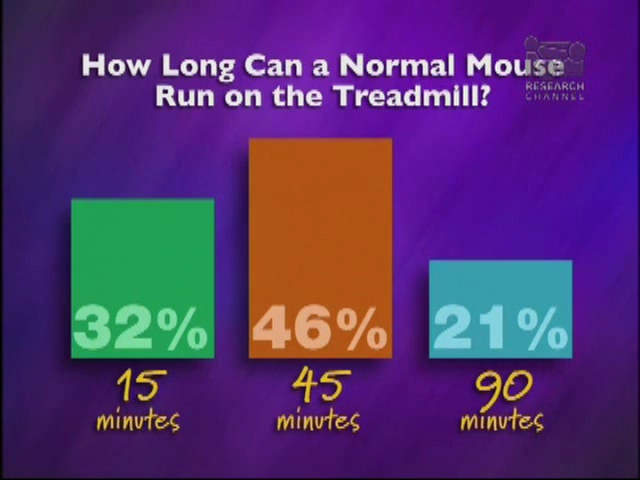 How Long Can a Normal Mouse
Run on the Treadmill?
RESEARCH
CHANNEL
32% 46% 21%
15 45 90
minutes minutes minutes